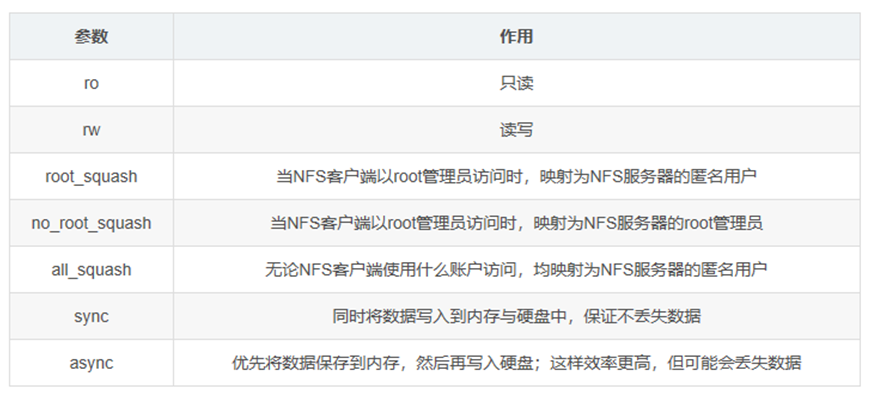 参数 作用
ro 只读
rw 读写
root_squash 当NFS客户端以root管理员访问时，映射为NFS服务器的匿名用户
no_root_squash 当NFS客户端以root管理员访问时，映射为NFS服务器的root管理员
all_squash 无论NFS客户端使用什么账户访问，均映射为NFS服务器的匿名用户
sync 同时将数据写入到内存与硬盘中，保证不丢失数据
async 优先将数据保存到内存，然后再写入硬盘；这样效率更高，但可能会丢失数据